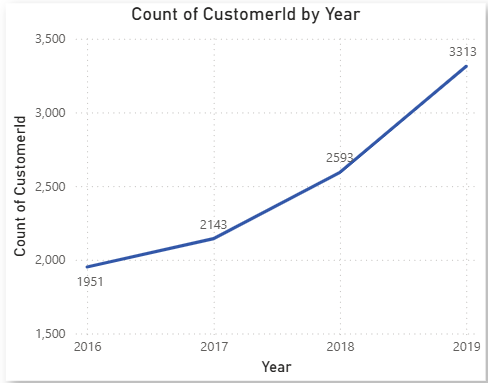 Count of CustomerId by Year
3,500
3313
3,000
2593
2,500
2143
2,000
1951
1,500
2016 2017 2018 2019
Count of CustomerId
Year